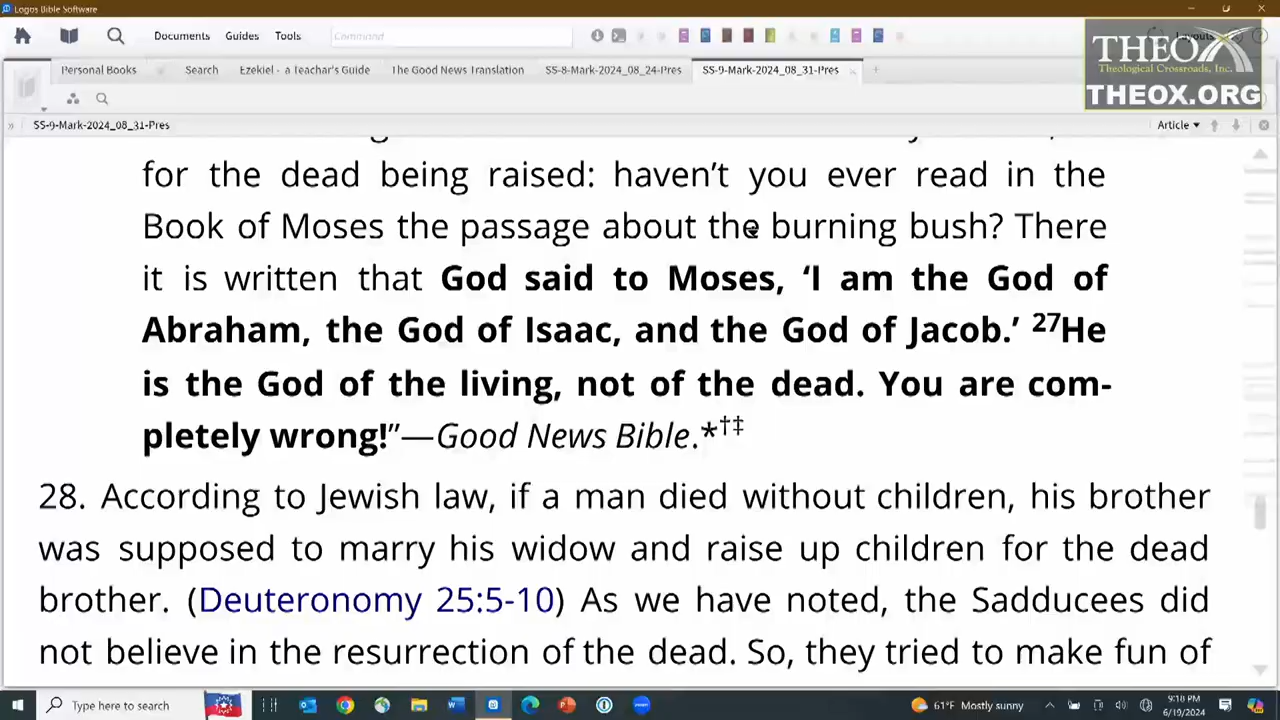 Logos Bible Software
Documents Guides Tools Command
THEOX
Theological Crossroads, Inc.
THEOX.ORG
Personal Books Search Ezekiel - a Teacher's Guide SS-8-Mark-2024_08_24-Pres SS-9-Mark-2024_08_31-Pres
SS-9-Mark-2024_08_31-Pres Article
for the dead being raised: haven't you ever read in the
Book of Moses the passage about the burning bush? There
it is written that God said to Moses, ‘I am the God of
Abraham, the God of Isaac, and the God of Jacob.’ 27He
is the God of the living, not of the dead. You are com-
pletely wrong!”—Good News Bible.*†‡
28. According to Jewish law, if a man died without children, his brother
was supposed to marry his widow and raise up children for the dead
brother. (Deuteronomy 25:5-10) As we have noted, the Sadducees did
not believe in the resurrection of the dead. So, they tried to make fun of
Type here to search
61°F Mostly sunny
9:18 PM
6/19/2024